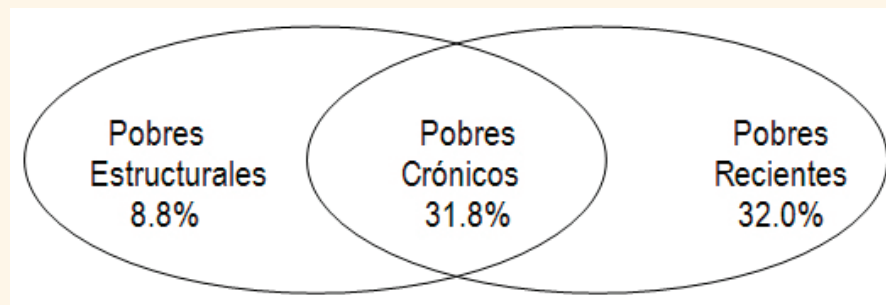 Pobres
Estructurales
8.8%
Pobres
Crónicos
31.8%
Pobres
Recientes
32.0%